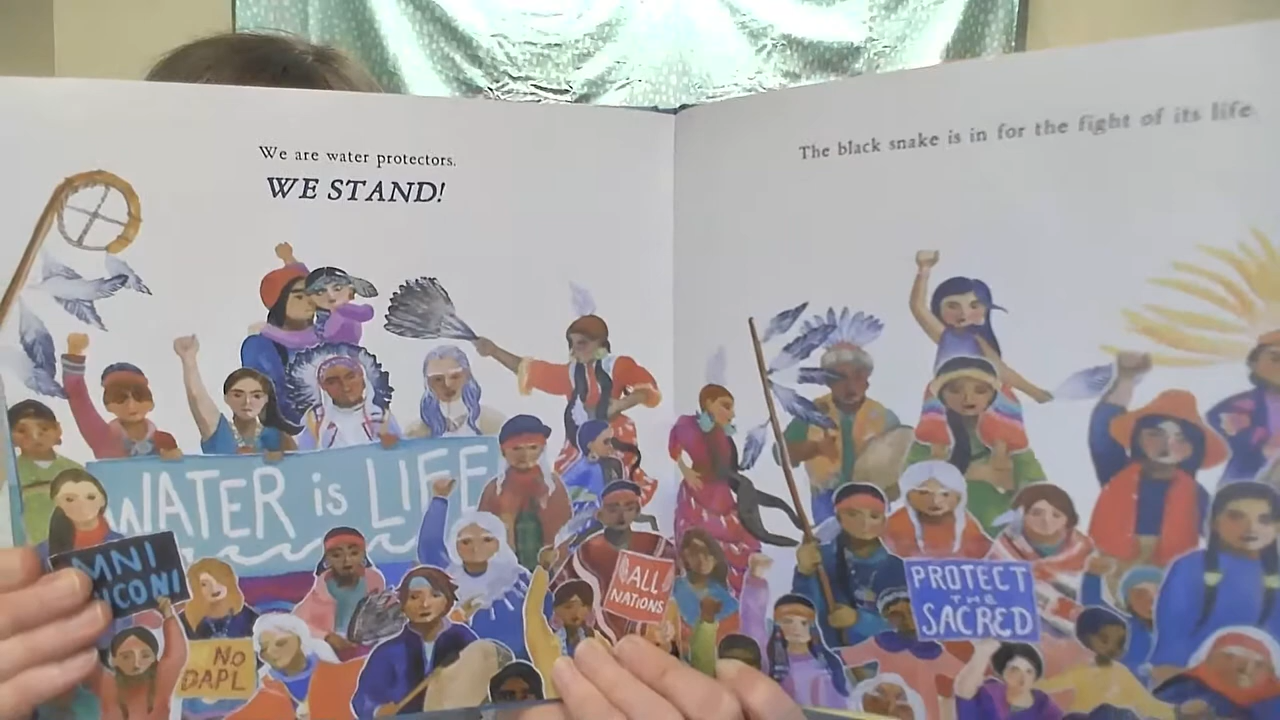 We are water protectors.
WE STAND!
The black snake is in for the fight of its life.
WATER is LIFE
MNI
WICONI
ALL
NATIONS
NO
DAPL
PROTECT
THE
SACRED